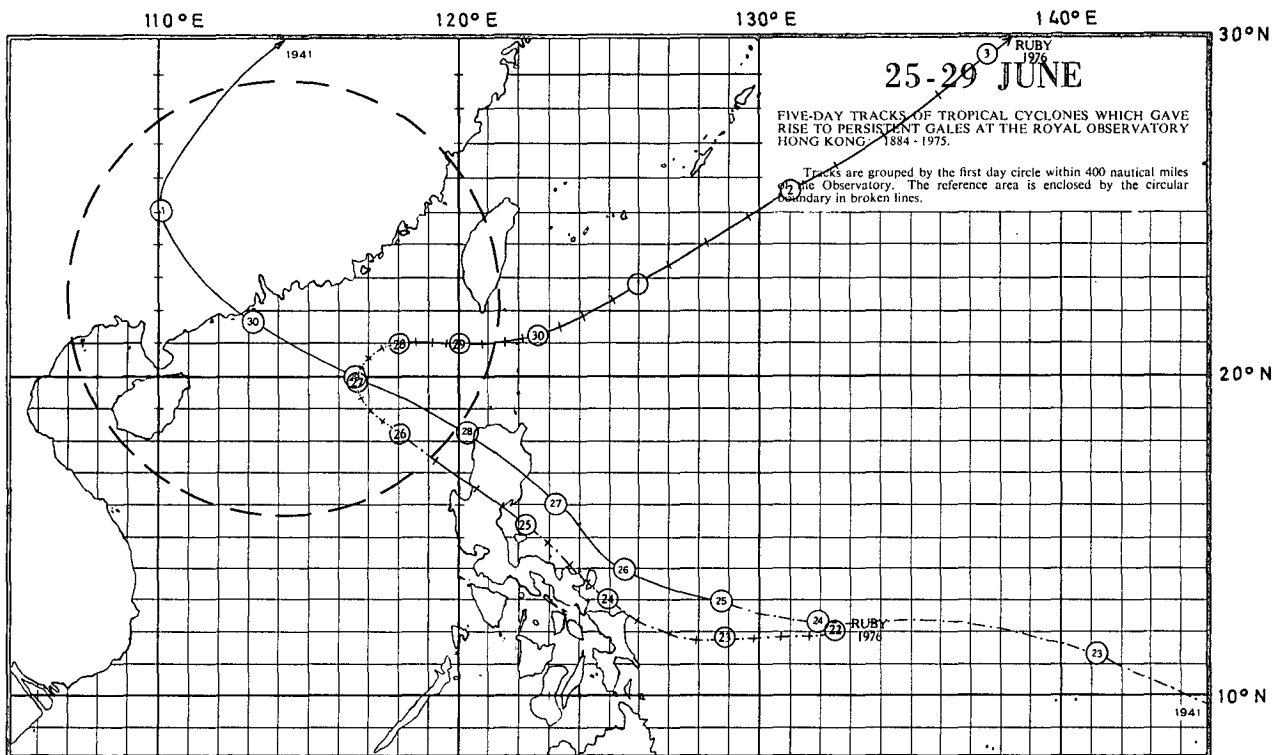 110°E 120°E 130°E 140°E
30°N
1941
3 RUBY
1976
25-29 JUNE
FIVE-DAY TRACKS OF TROPICAL CYCLONES WHICH GAVE
RISE TO PERSISTENT GALES AT THE ROYAL OBSERVATORY
HONG KONG: 1884 - 1975.
Tracks are grouped by the first day circle within 400 nautical miles
of the Observatory. The reference area is enclosed by the circular
boundary in broken lines.
2
1
1
30
30
28 29
20°N
27
26
28
27
25
26
24
25
24 22 RUBY
1976
23
23
10°N
1941